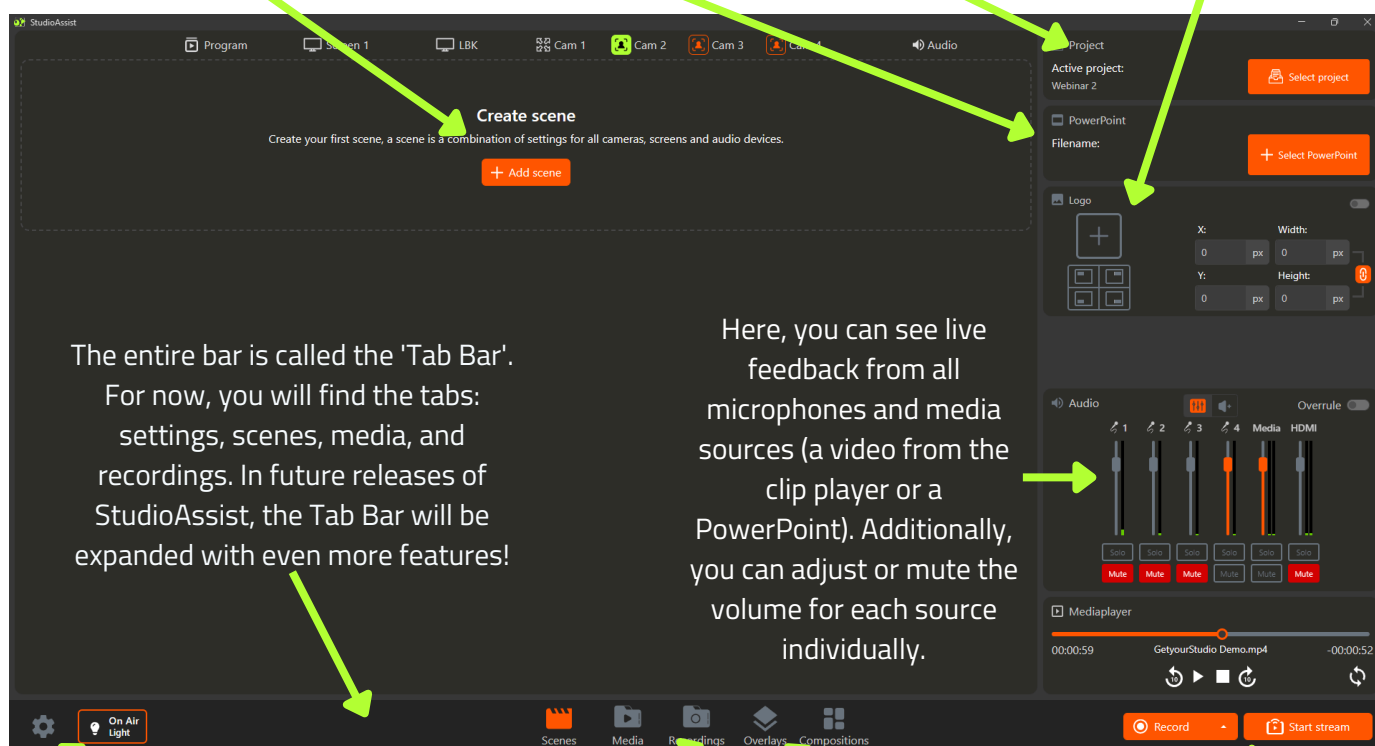 StudioAssist
Program
Screen 1
LBK
Cam 1
Cam 2
Cam 3
Audio
Project
Active project:
Webinar 2
Select project
Create scene
Create your first scene, a scene is a combination of settings for all cameras, screens and audio devices.
+ Add scene
PowerPoint
Filename:
+ Select PowerPoint
Logo
X:
Width:
0 px
0 px
Y:
Height:
0 px
0 px
The entire bar is called the 'Tab Bar'.
For now, you will find the tabs:
settings, scenes, media, and
recordings. In future releases of
StudioAssist, the Tab Bar will be
expanded with even more features!
Here, you can see live
feedback from all
microphones and media
sources (a video from the
clip player or a
PowerPoint). Additionally,
you can adjust or mute the
volume for each source
individually.
Audio
Overrule
1 2 3 4 Media HDMI
Solo Solo Solo Solo Solo Solo
Mute Mute Mute Mute Mute Mute
Mediaplayer
00:00:59
GetyourStudio Demo.mp4
-00:00:52
10
10
On Air
Light
Scenes
Media
Recordings
Overlays
Compositions
Record
Start stream